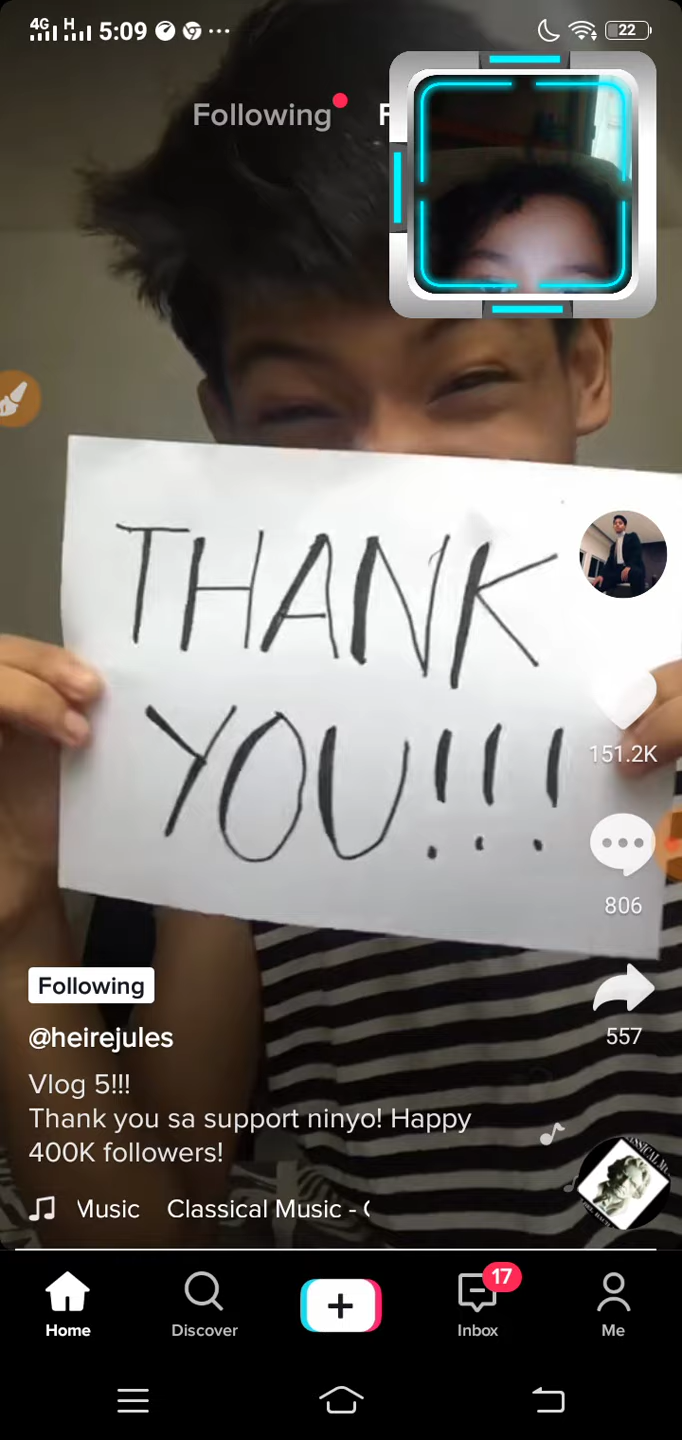 4G H 5:09 22
Following
THANK
YOU!!!
151.2K
806
557
Following
@heirejules
Vlog 5!!!
Thank you sa support ninyo! Happy
400K followers!
Music Classical Music -
17
Home Discover Inbox Me